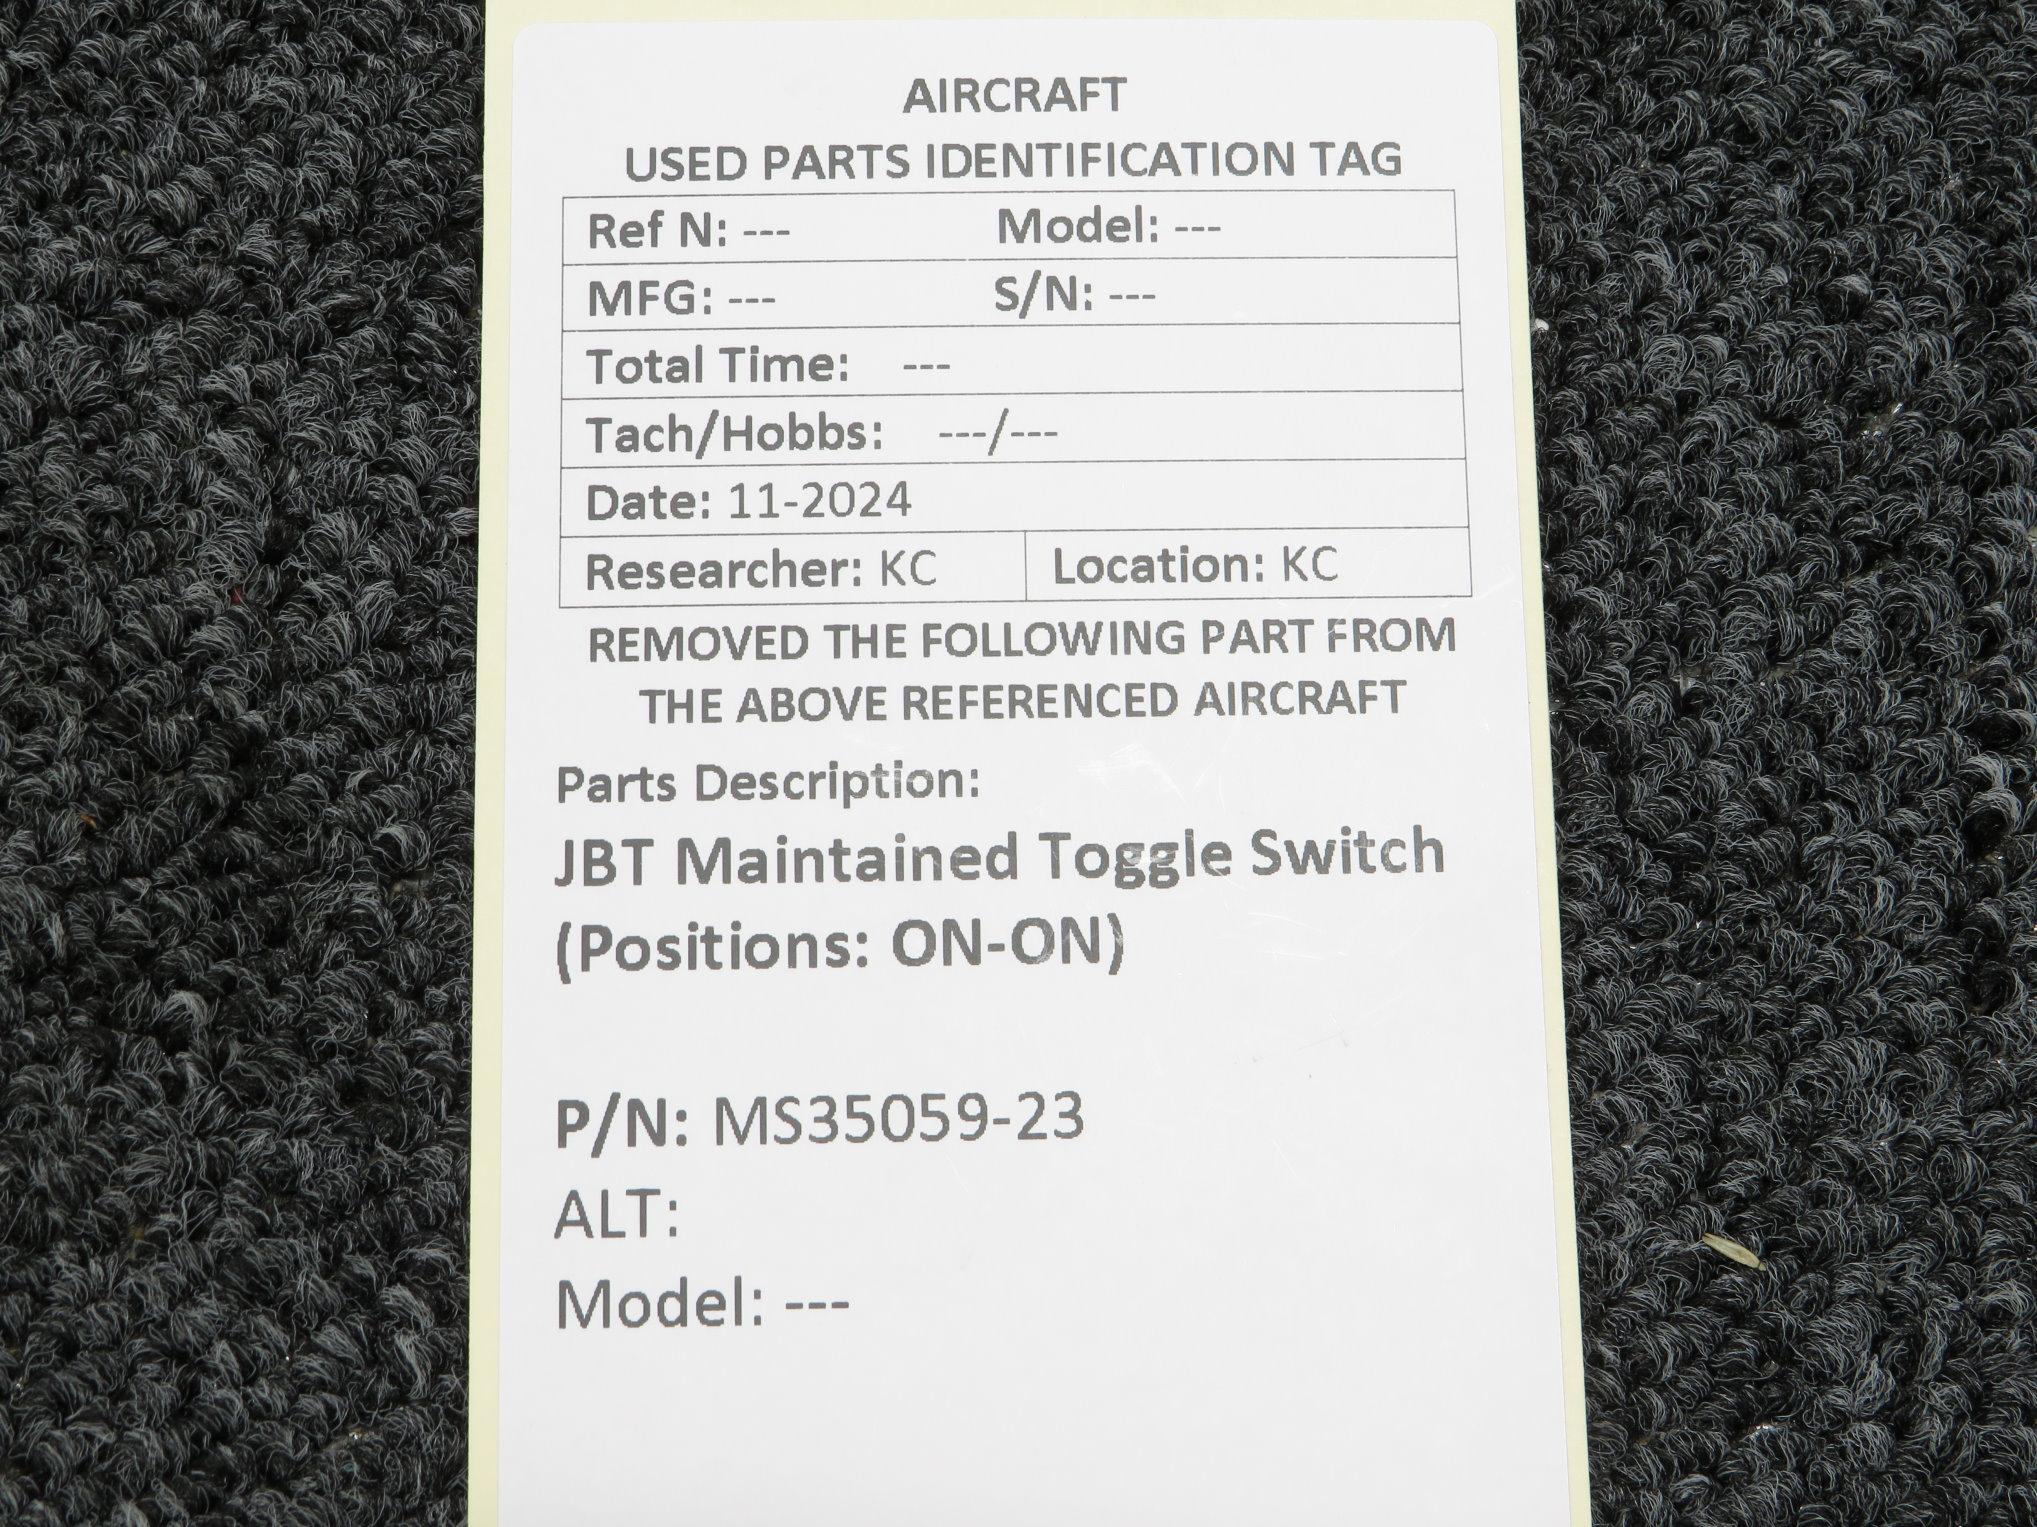 AIRCRAFT
USED PARTS IDENTIFICATION TAG
Ref N: --- Model: ---
MFG: --- S/N: ---
Total Time: ---
Tach/Hobbs: ---/---
Date: 11-2024
Researcher: KC Location: KC
REMOVED THE FOLLOWING PART FROM
THE ABOVE REFERENCED AIRCRAFT
Parts Description:
JBT Maintained Toggle Switch
(Positions: ON-ON)
P/N: MS35059-23
ALT:
Model: ---